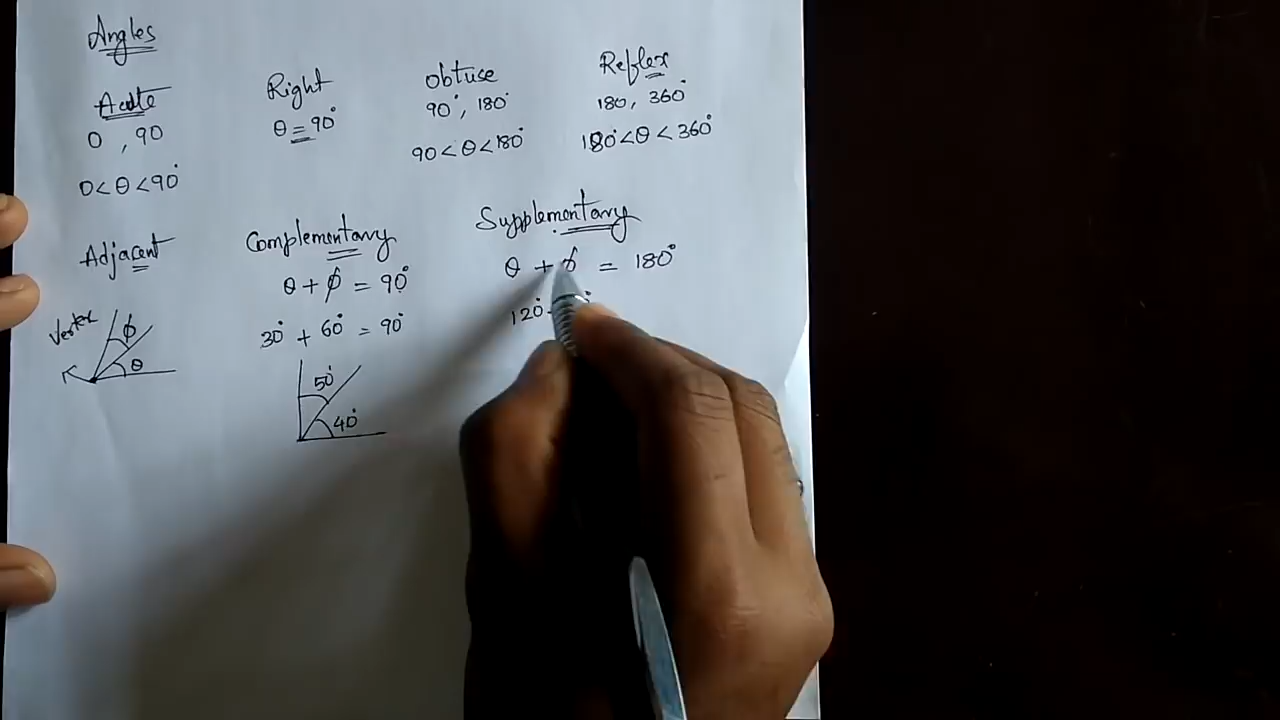 Angles
Acute
0 , 90
0 < θ < 90°
Right
θ = 90°
Obtuse
90°, 180°
90 < θ < 180°
Reflex
180, 360°
180° < θ < 360°
Adjacent
Vertex
ϕ
θ
Complementary
θ + ϕ = 90°
30° + 60° = 90°
50°
40°
Supplementary
θ + ϕ = 180°
120°